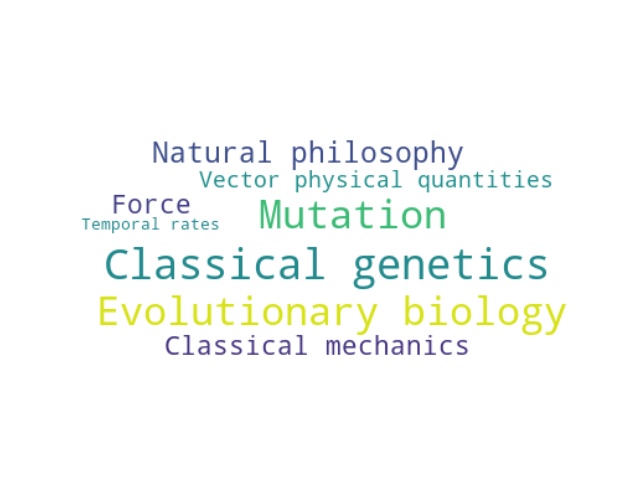 Natural philosophy
Vector physical quantities
Force
Temporal rates
Mutation
Classical genetics
Evolutionary biology
Classical mechanics